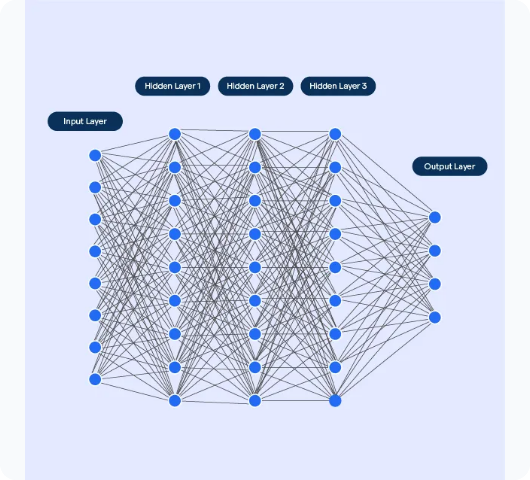 Hidden Layer 1
Hidden Layer 2
Hidden Layer 3
Input Layer
Output Layer